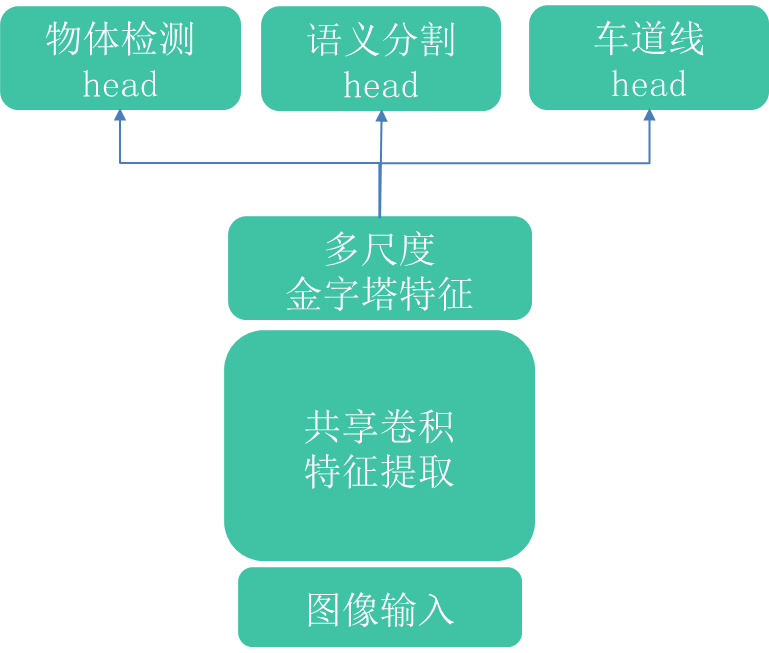 物体检测
head
语义分割
head
车道线
head
多尺度
金字塔特征
共享卷积
特征提取
图像输入